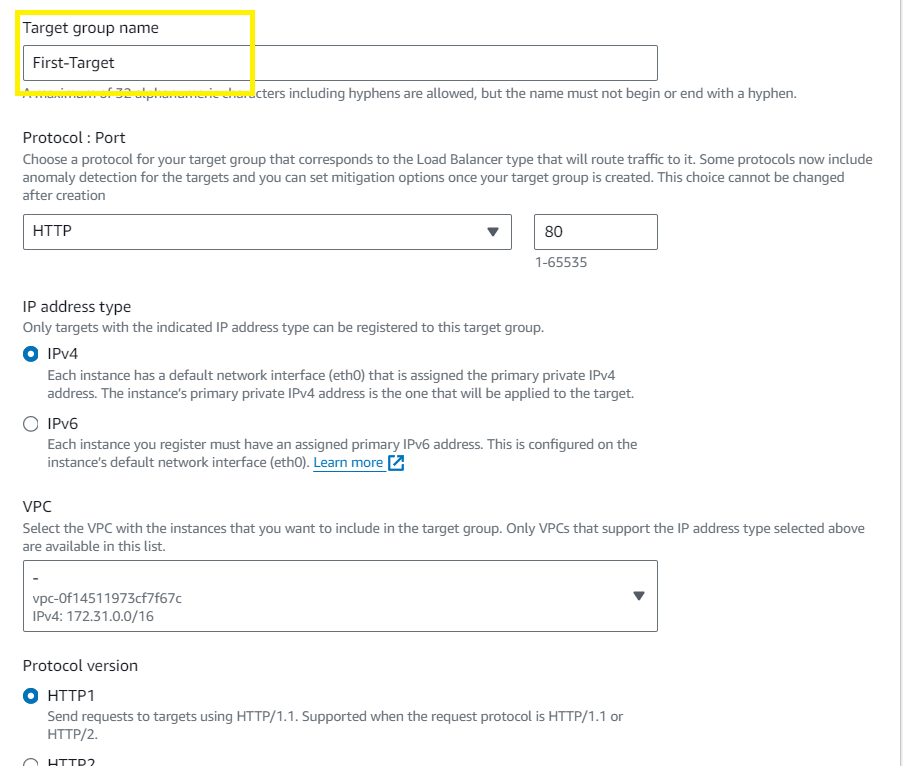 Target group name
First-Target
A maximum of 32 alphanumeric characters including hyphens are allowed, but the name must not begin or end with a hyphen.
Protocol : Port
Choose a protocol for your target group that corresponds to the Load Balancer type that will route traffic to it. Some protocols now include
anomaly detection for the targets and you can set mitigation options once your target group is created. This choice cannot be changed
after creation
HTTP
80
1-65535
IP address type
Only targets with the indicated IP address type can be registered to this target group.
IPv4
Each instance has a default network interface (eth0) that is assigned the primary private IPv4
address. The instance's primary private IPv4 address is the one that will be applied to the target.
IPv6
Each instance you register must have an assigned primary IPv6 address. This is configured on the
instance's default network interface (eth0). Learn more
VPC
Select the VPC with the instances that you want to include in the target group. Only VPCs that support the IP address type selected above
are available in this list.
-
vpc-0f14511973cf7f67c
IPv4: 172.31.0.0/16
Protocol version
HTTP1
Send requests to targets using HTTP/1.1. Supported when the request protocol is HTTP/1.1 or
HTTP/2.
HTTP2